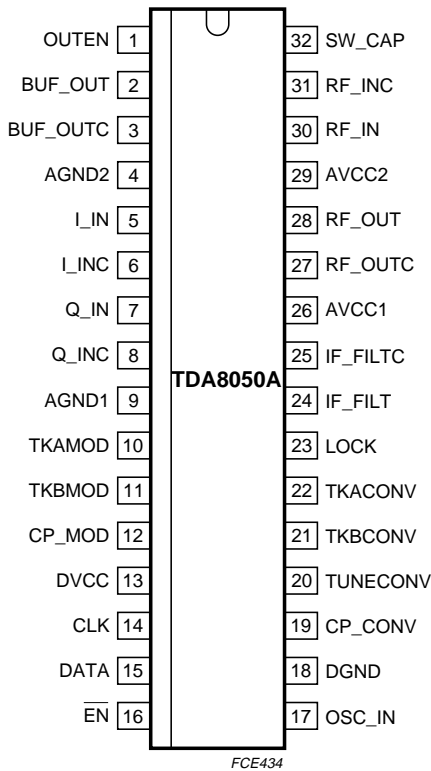 OUTEN 1
BUF_OUT 2
BUF_OUTC 3
AGND2 4
I_IN 5
I_INC 6
Q_IN 7
Q_INC 8
AGND1 9
TKAMOD 10
TKBMOD 11
CP_MOD 12
DVCC 13
CLK 14
DATA 15
EN 16
TDA8050A
32 SW_CAP
31 RF_INC
30 RF_IN
29 AVCC2
28 RF_OUT
27 RF_OUTC
26 AVCC1
25 IF_FILTC
24 IF_FILT
23 LOCK
22 TKACONV
21 TKBCONV
20 TUNECONV
19 CP_CONV
18 DGND
17 OSC_IN
FCE434